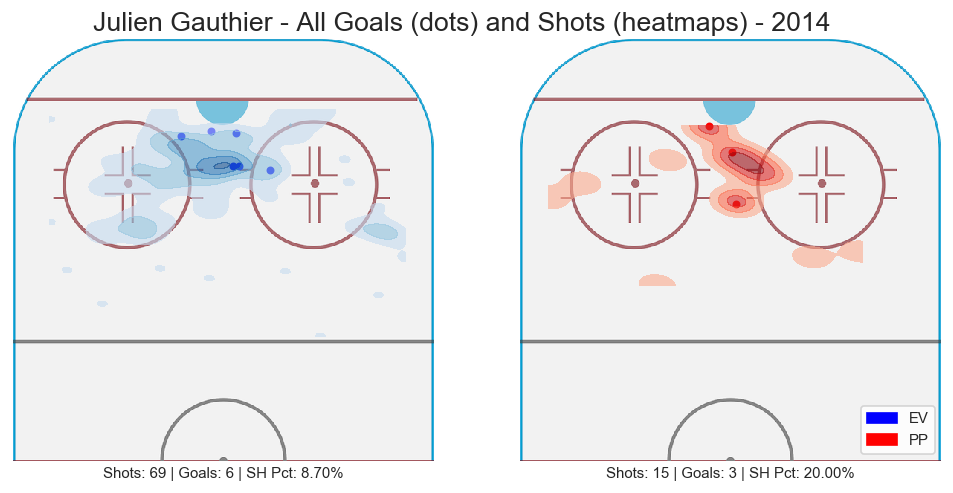 Julien Gauthier - All Goals (dots) and Shots (heatmaps) - 2014
EV
PP
Shots: 69 | Goals: 6 | SH Pct: 8.70%
Shots: 15 | Goals: 3 | SH Pct: 20.00%